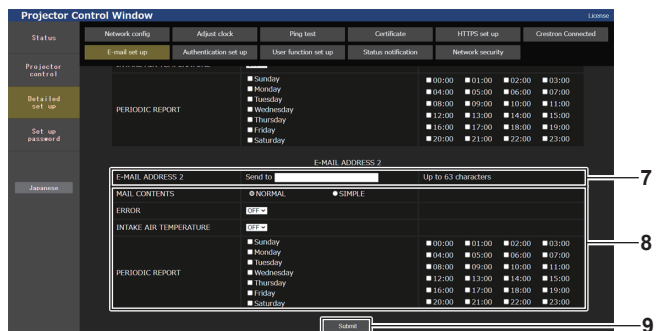 Projector Control Window
License
Status
Projector control
Detailed set up
Set up password
Japanese
Network config Adjust clock Ping test Certificate HTTPS set up Crestron Connected
E-mail set up Authentication set up User function set up Status notification Network security
INTAKE AIR TEMPERATURE
PERIODIC REPORT
Sunday
Monday
Tuesday
Wednesday
Thursday
Friday
Saturday
00:00 01:00 02:00 03:00
04:00 05:00 06:00 07:00
08:00 09:00 10:00 11:00
12:00 13:00 14:00 15:00
16:00 17:00 18:00 19:00
20:00 21:00 22:00 23:00
E-MAIL ADDRESS 2
E-MAIL ADDRESS 2 Send to Up to 63 characters 7
MAIL CONTENTS NORMAL SIMPLE
ERROR OFF
8
INTAKE AIR TEMPERATURE OFF
PERIODIC REPORT
Sunday
Monday
Tuesday
Wednesday
Thursday
Friday
Saturday
00:00 01:00 02:00 03:00
04:00 05:00 06:00 07:00
08:00 09:00 10:00 11:00
12:00 13:00 14:00 15:00
16:00 17:00 18:00 19:00
20:00 21:00 22:00 23:00
Submit 9